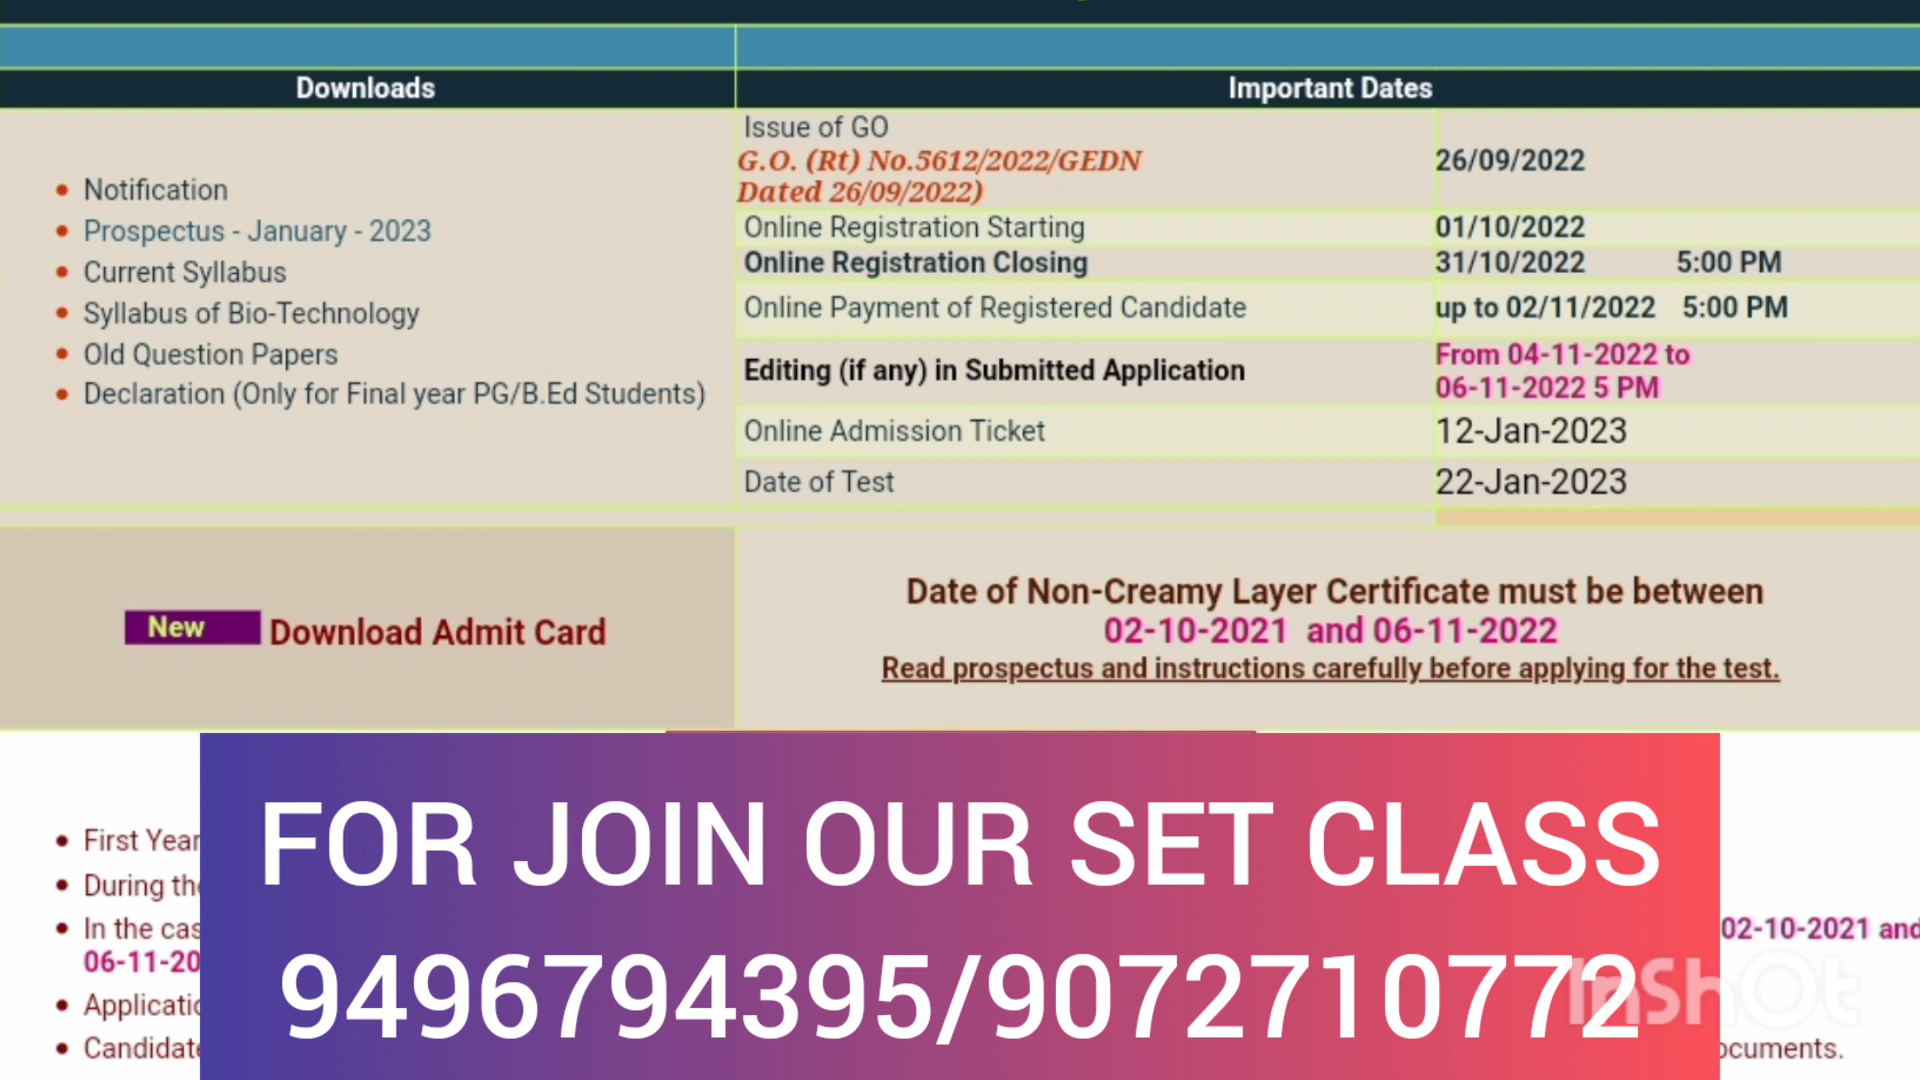 Downloads
Important Dates
Notification
Prospectus - January - 2023
Current Syllabus
Syllabus of Bio-Technology
Old Question Papers
Declaration (Only for Final year PG/B.Ed Students)
Issue of GO
G.O. (Rt) No.5612/2022/GEDN
Dated 26/09/2022)
26/09/2022
Online Registration Starting 01/10/2022
Online Registration Closing 31/10/2022 5:00 PM
Online Payment of Registered Candidate up to 02/11/2022 5:00 PM
Editing (if any) in Submitted Application
From 04-11-2022 to
06-11-2022 5 PM
Online Admission Ticket 12-Jan-2023
Date of Test 22-Jan-2023
New Download Admit Card
Date of Non-Creamy Layer Certificate must be between
02-10-2021 and 06-11-2022
Read prospectus and instructions carefully before applying for the test.
First Year
During
In the
02-10-2021 and
06-11-20
FOR JOIN OUR SET CLASS
9496794395/9072710772
InShOt